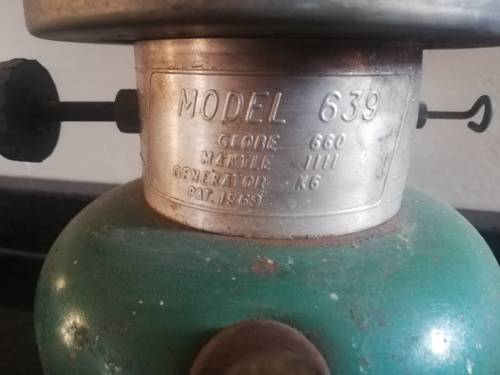 MODEL 639
GLOBE 660
MANTLE 1111
GENERATOR K6
PAT. 1969